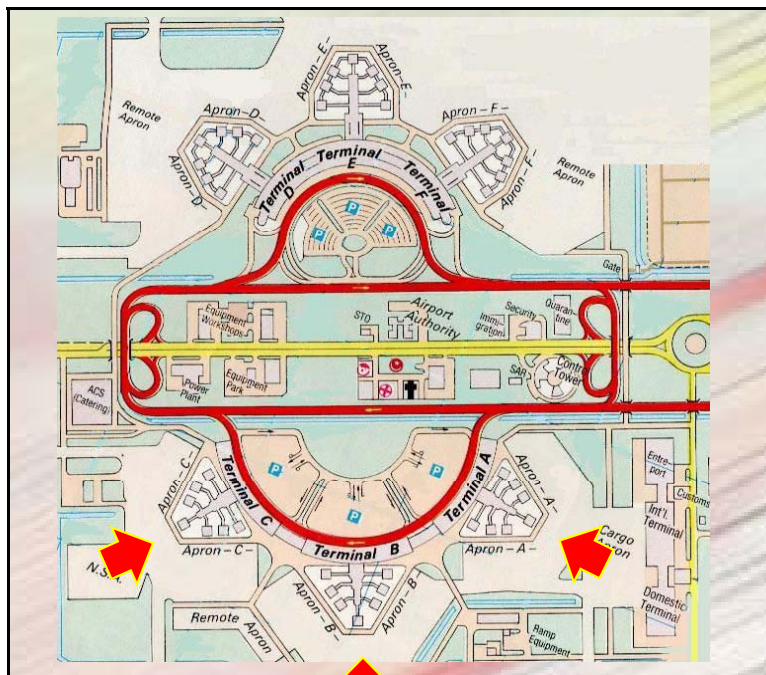 Apron-E-
Apron-E-
Remote
Apron
Apron-D-
Apron-F-
Apron-D-
Terminal
D
Terminal
E
Terminal
F
Apron-F-
Remote
Apron
P
P
P
Gate
Equipment
Workshops
STO
Airport
Authority
Immi-
gration
Security
Quaran-
tine
ACS
(Catering)
Power
Plant
Equipment
Park
SAR
Control
Tower
P
P
P
Apron-C-
Terminal C
Terminal B
Terminal A
Apron-A-
Apron-C-
Apron-A-
Entre-
port
Customs
Int'l.
Terminal
Cargo
Apron
Domestic
Terminal
Apron-B-
Apron-B-
Remote
Apron
Ramp
Equipment